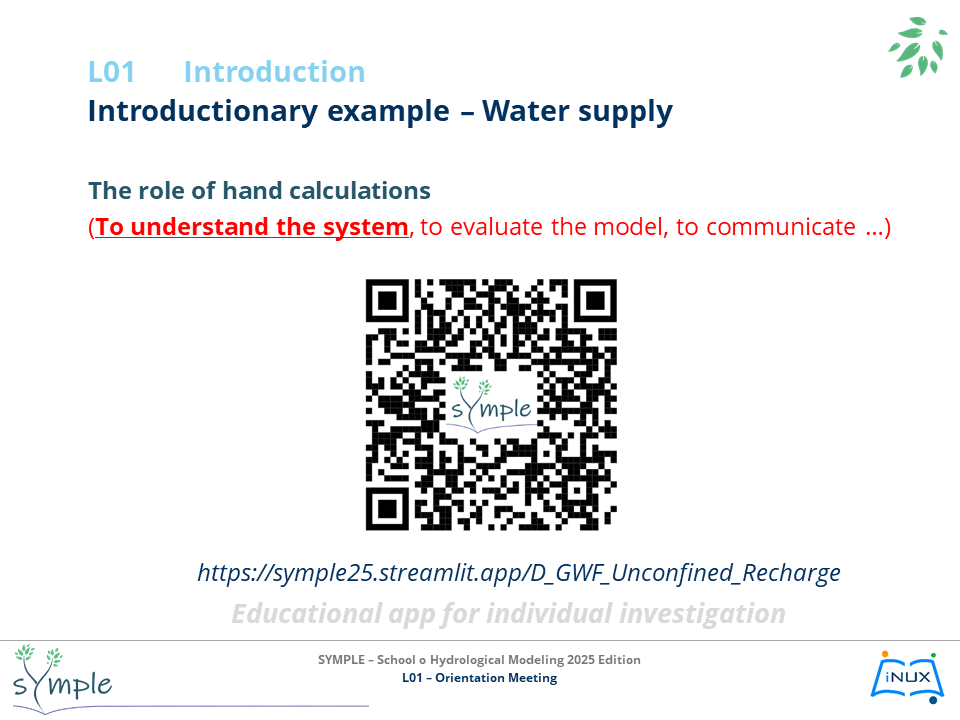 L01 Introduction
Introductionary example – Water supply
The role of hand calculations
(To understand the system, to evaluate the model, to communicate ...)
sYmple
https://symple25.streamlit.app/D_GWF_Unconfined_Recharge
Educational app for individual investigation
sYmple
SYMPLE – School o Hydrological Modeling 2025 Edition
L01 – Orientation Meeting
iNUX